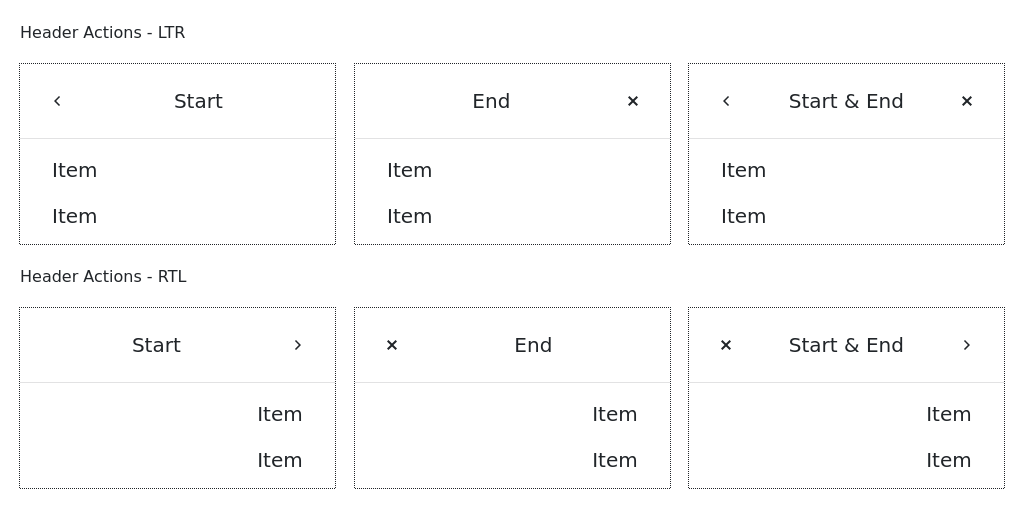 Header Actions - LTR
Start
End
Start & End
Item
Item
Item
Item
Item
Item
Header Actions - RTL
Start
End
Start & End
Item
Item
Item
Item
Item
Item